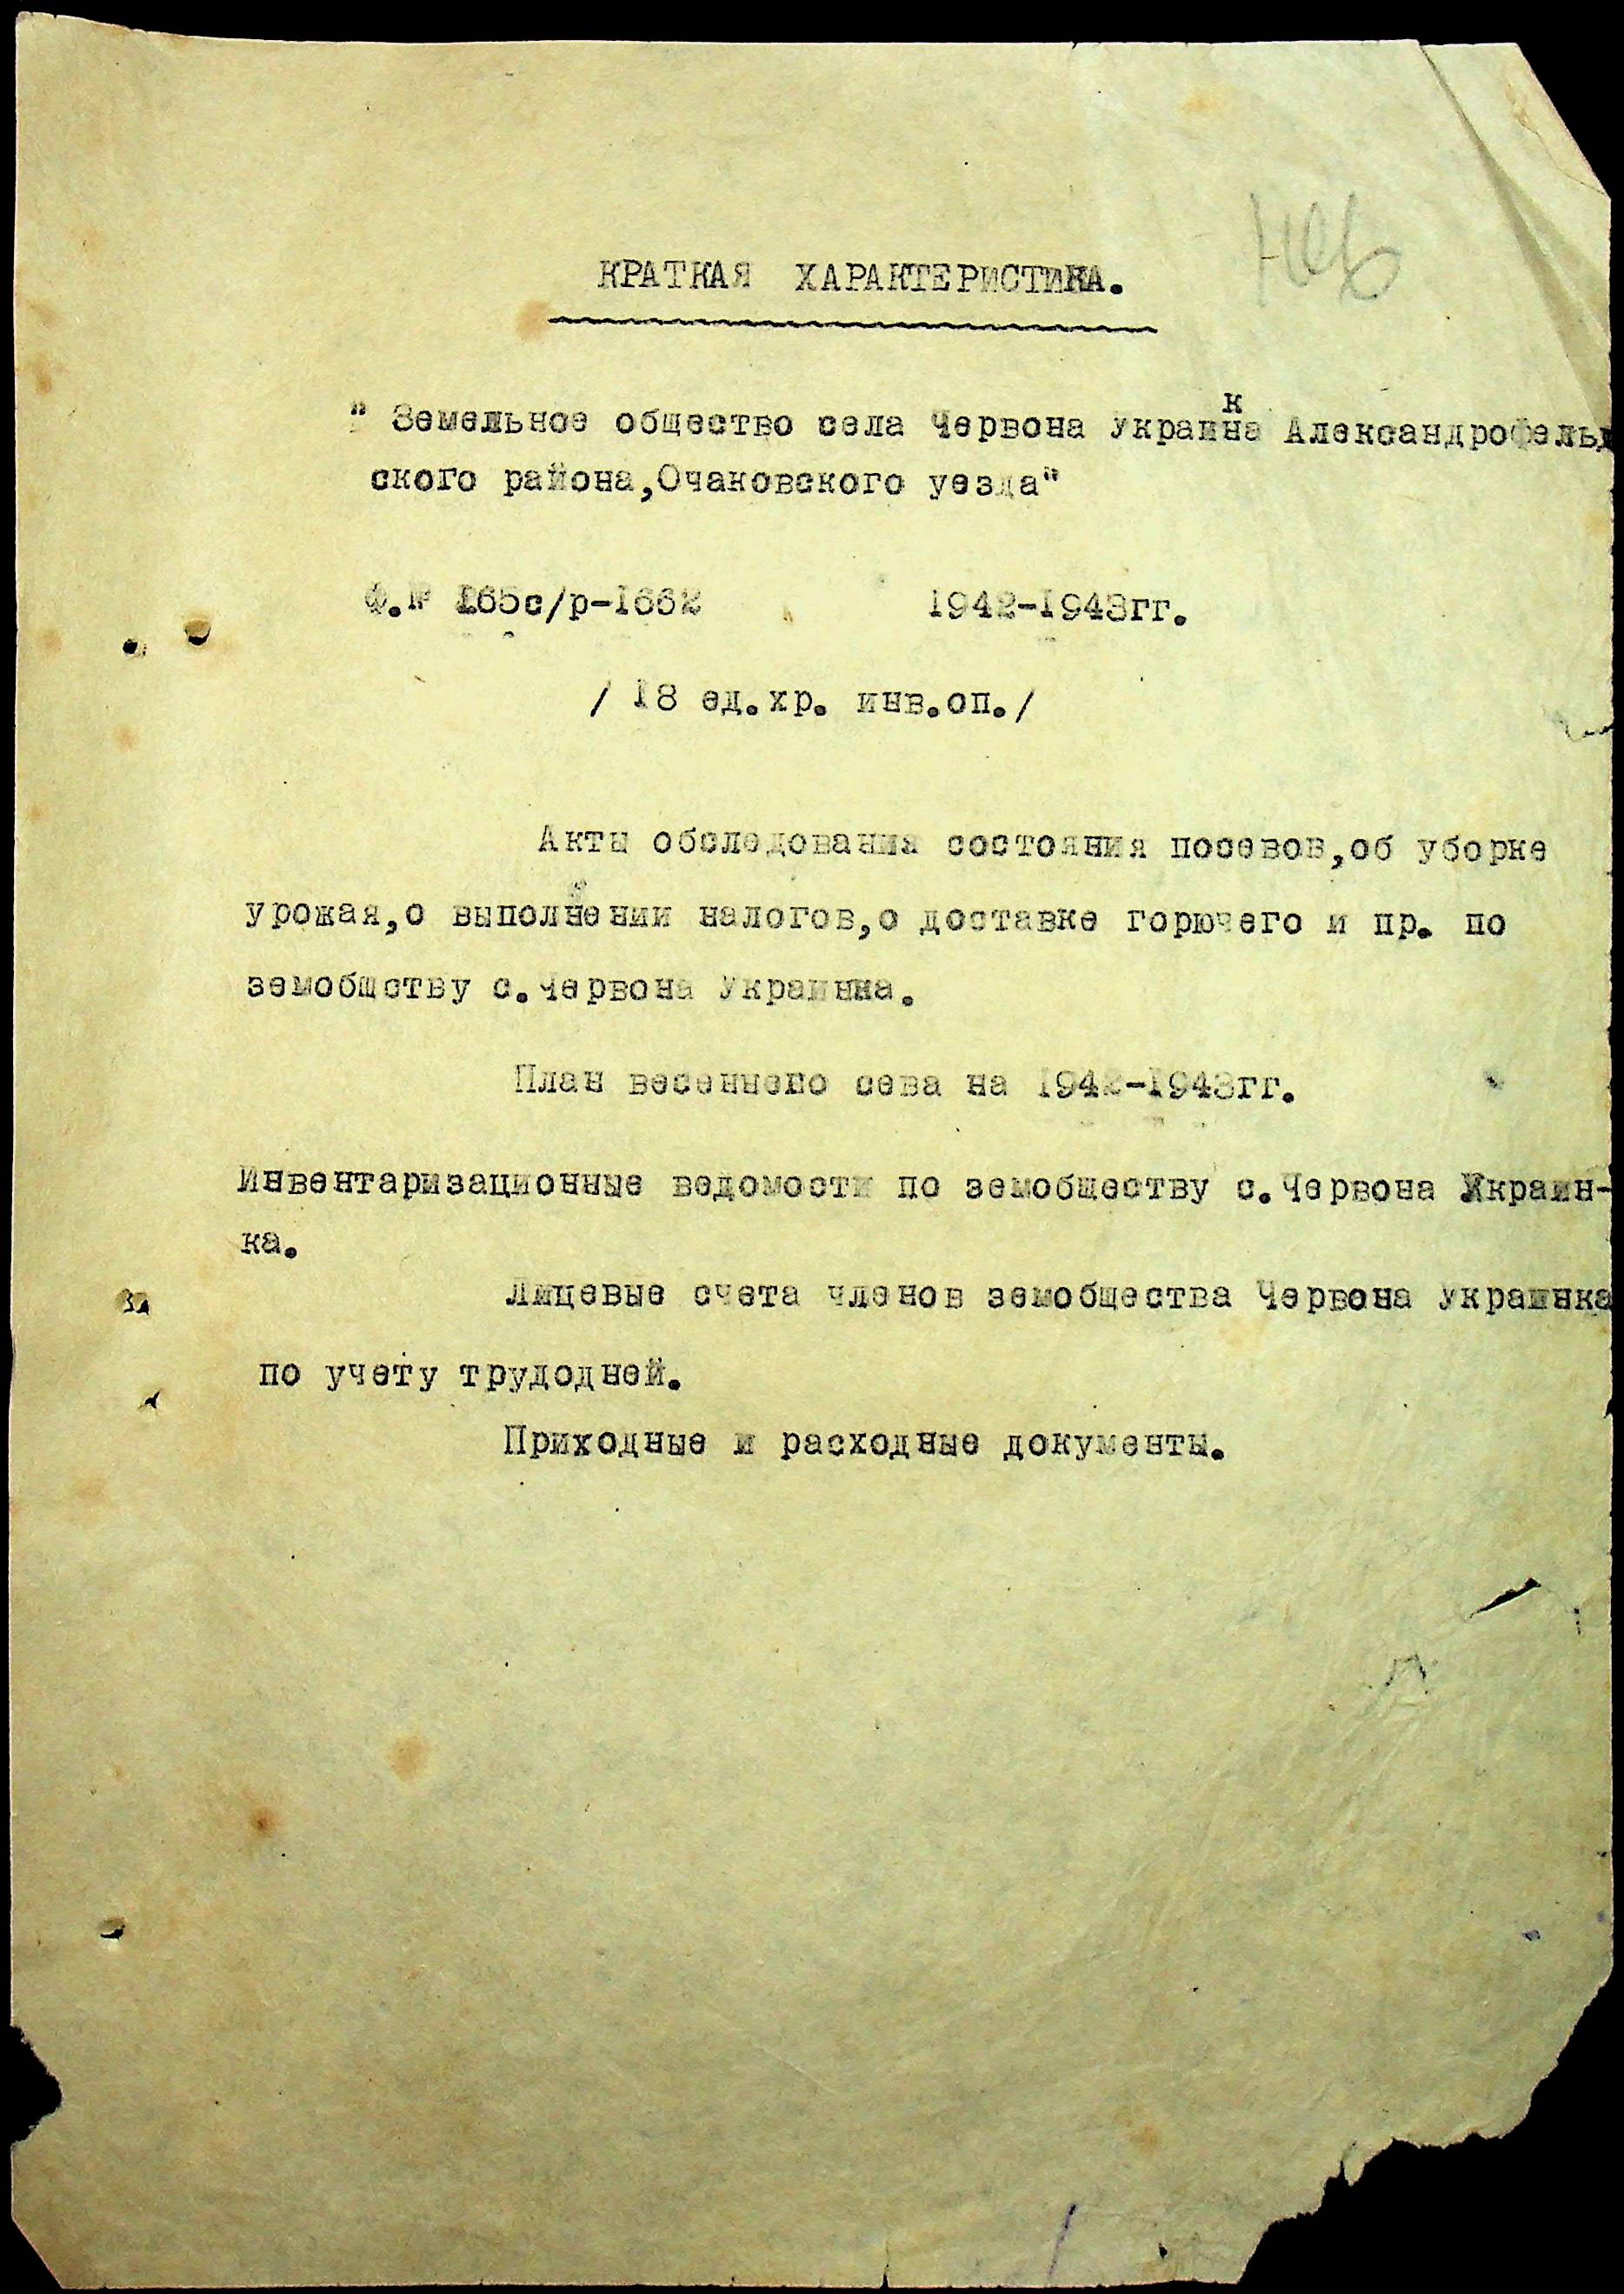 КРАТКАЯ ХАРАКТЕРИСТИКА.
к
" Земельное общество села Червона Украина Александрофельд
ского района,Очаковского уезда"
Ф.№ 165с/р-1662 1942-1943гг.
/ 18 ед.хр. инв.оп./
Акты обследования состояния посевов,об уборке
урожая,о выполнении налогов,о доставке горючего и пр. по
земобществу с.Червона Украинка.
План весеннего сева на 1942-1943гг.
Инвентаризационные ведомости по земобществу с.Червона Украин-
ка.
Лицевые счета членов земобщества Червона Украинка
по учету трудодней.
Приходные и расходные документы.